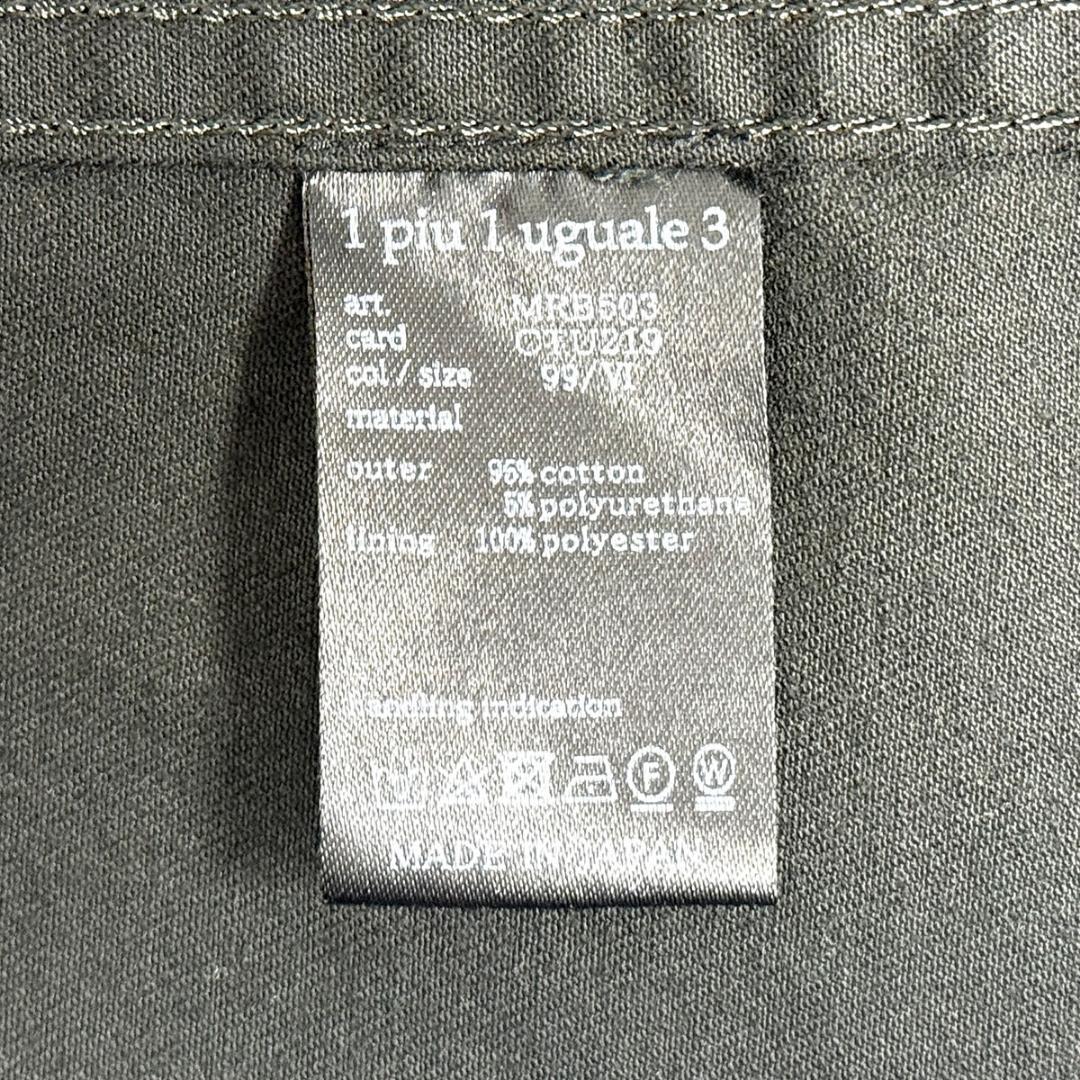 1 piu 1 uguale 3
art. MRB503
card CTU219
col./size 99/VI
material
outer 95% cotton
5% polyurethane
lining 100% polyester
handling indication
F W
MADE IN JAPAN